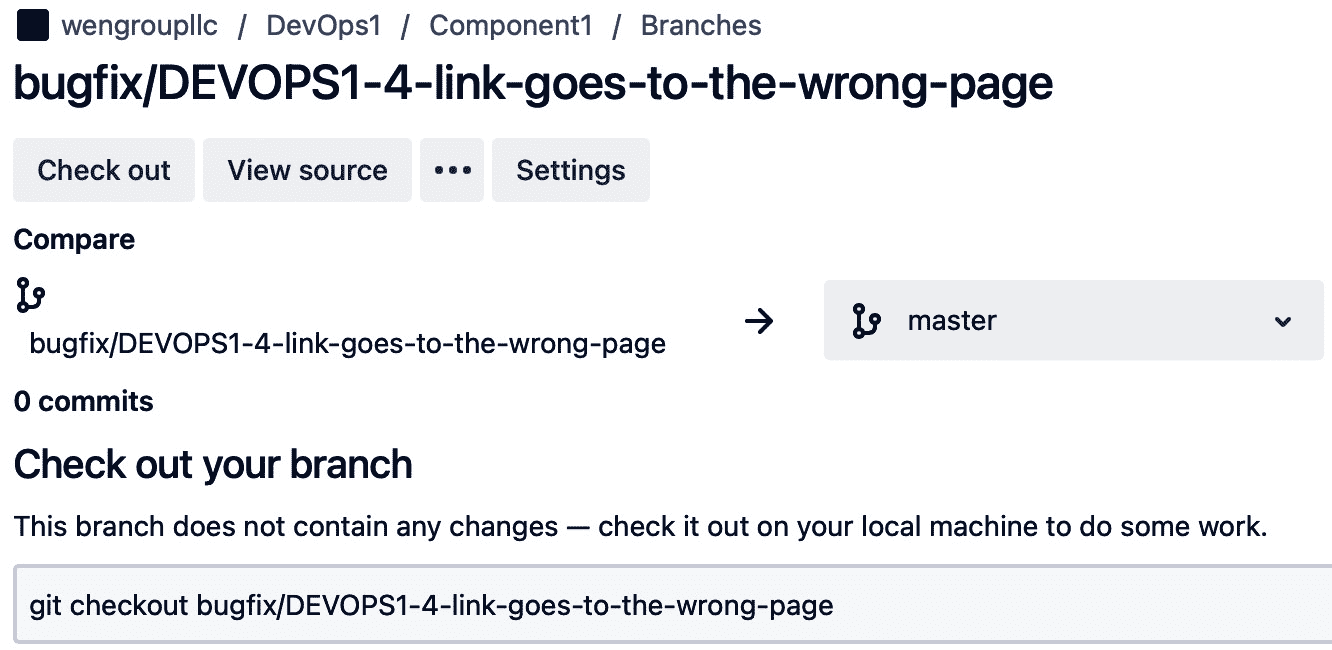 wengroupllc / DevOps1 / Component1 / Branches
bugfix/DEVOPS1-4-link-goes-to-the-wrong-page
Check out View source ••• Settings
Compare
bugfix/DEVOPS1-4-link-goes-to-the-wrong-page → master
0 commits
Check out your branch
This branch does not contain any changes — check it out on your local machine to do some work.
git checkout bugfix/DEVOPS1-4-link-goes-to-the-wrong-page